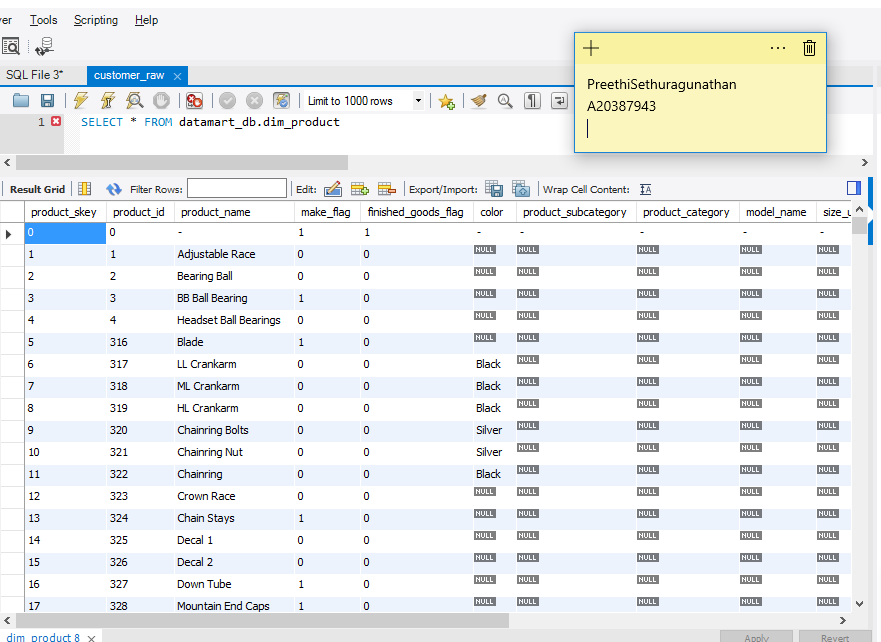 ver Tools Scripting Help
SQL File 3* customer_raw
Limit to 1000 rows
PreethiSethuragunathan
A20387943
1 SELECT * FROM datamart_db.dim_product
Result Grid Filter Rows: Edit: Export/Import: Wrap Cell Content:
product_skey product_id product_name make_flag finished_goods_flag color product_subcategory product_category model_name size_u
0 0 - 1 1 - - - - -
1 1 Adjustable Race 0 0 NULL NULL NULL NULL NULL
2 2 Bearing Ball 0 0 NULL NULL NULL NULL NULL
3 3 BB Ball Bearing 1 0 NULL NULL NULL NULL NULL
4 4 Headset Ball Bearings 0 0 NULL NULL NULL NULL NULL
5 316 Blade 1 0 NULL NULL NULL NULL NULL
6 317 LL Crankarm 0 0 Black NULL NULL NULL NULL
7 318 ML Crankarm 0 0 Black NULL NULL NULL NULL
8 319 HL Crankarm 0 0 Black NULL NULL NULL NULL
9 320 Chainring Bolts 0 0 Silver NULL NULL NULL NULL
10 321 Chainring Nut 0 0 Silver NULL NULL NULL NULL
11 322 Chainring 0 0 Black NULL NULL NULL NULL
12 323 Crown Race 0 0 NULL NULL NULL NULL NULL
13 324 Chain Stays 1 0 NULL NULL NULL NULL NULL
14 325 Decal 1 0 0 NULL NULL NULL NULL NULL
15 326 Decal 2 0 0 NULL NULL NULL NULL NULL
16 327 Down Tube 1 0 NULL NULL NULL NULL NULL
17 328 Mountain End Caps 1 0 NULL NULL NULL NULL NULL
dim_product 8 Apply Revert